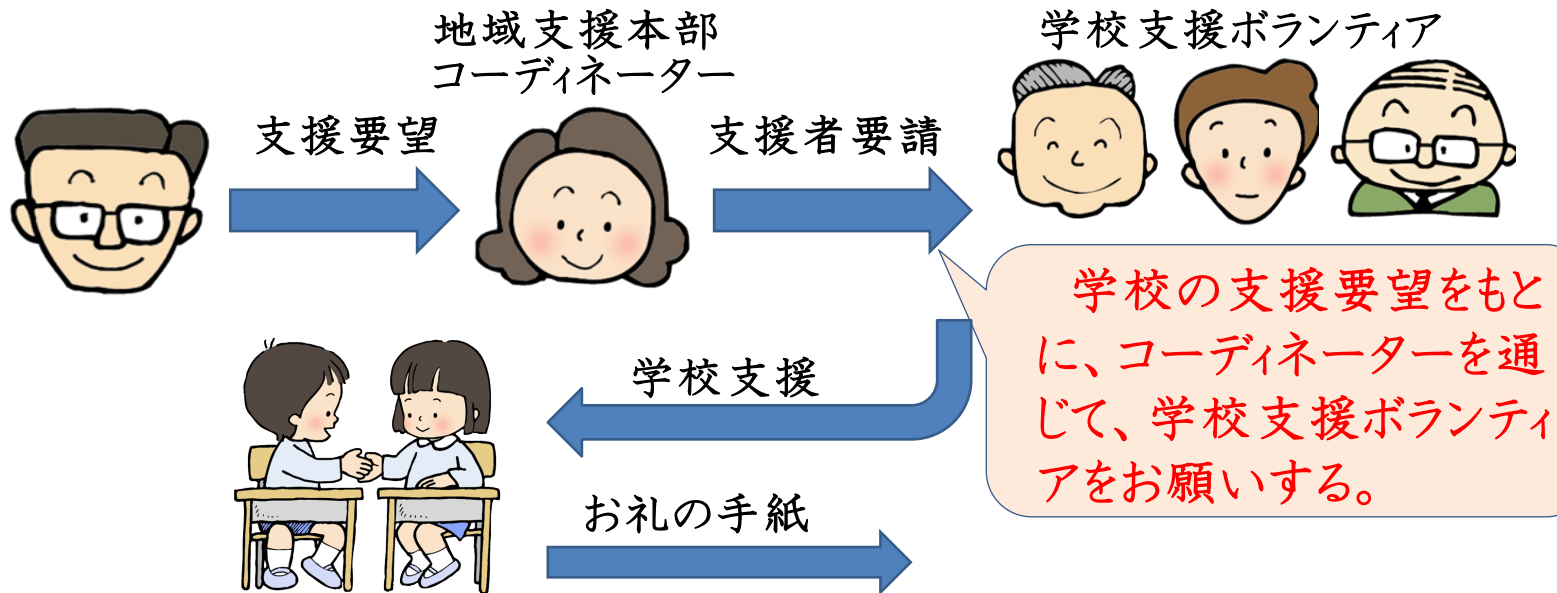 地域支援本部
コーディネーター
学校支援ボランティア
支援要望
支援者要請
学校の支援要望をもと
に、コーディネーターを通
じて、学校支援ボランティ
アをお願いする。
学校支援
お礼の手紙